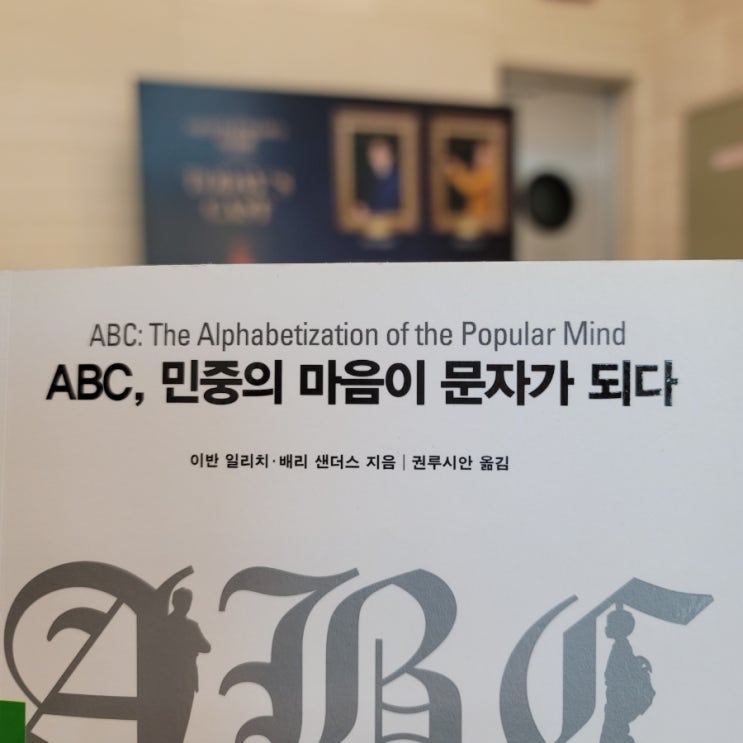 TODAY'S
CAST
ABC: The Alphabetization of the Popular Mind
ABC, 민중의 마음이 문자가 되다
이반 일리치·배리 샌더스 지음 | 권루시안 옮김
ABC